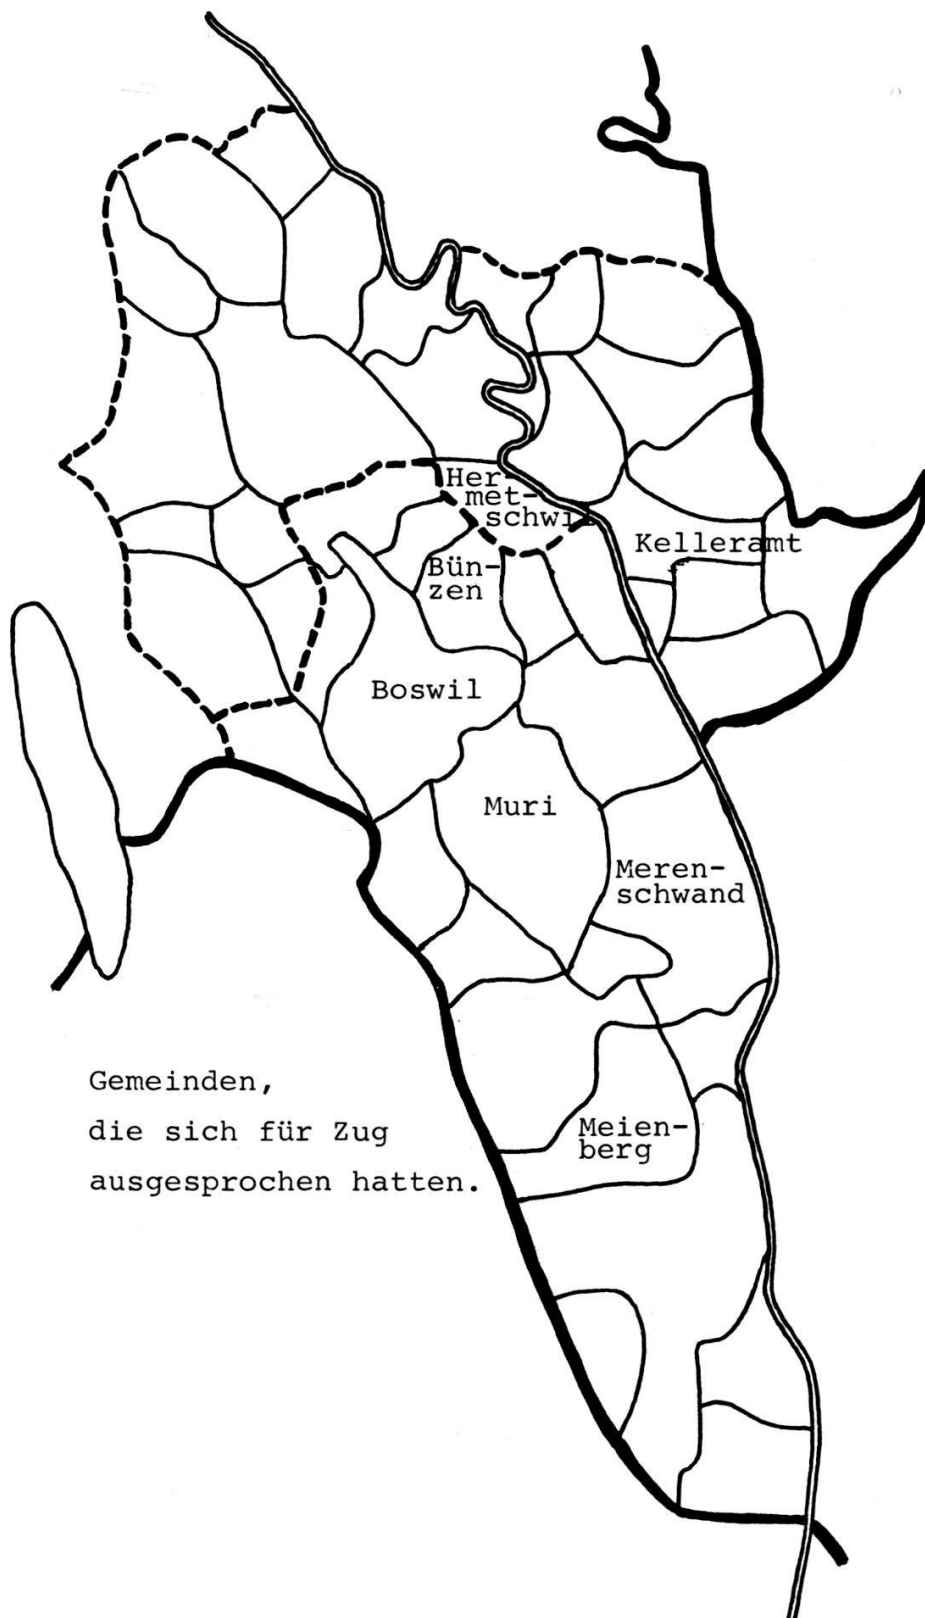 Her-
met-
schwil
Kelleramt
Bün-
zen
Boswil
Muri
Meren-
schwand
Gemeinden,
die sich für Zug
ausgesprochen hatten.
Meien-
berg